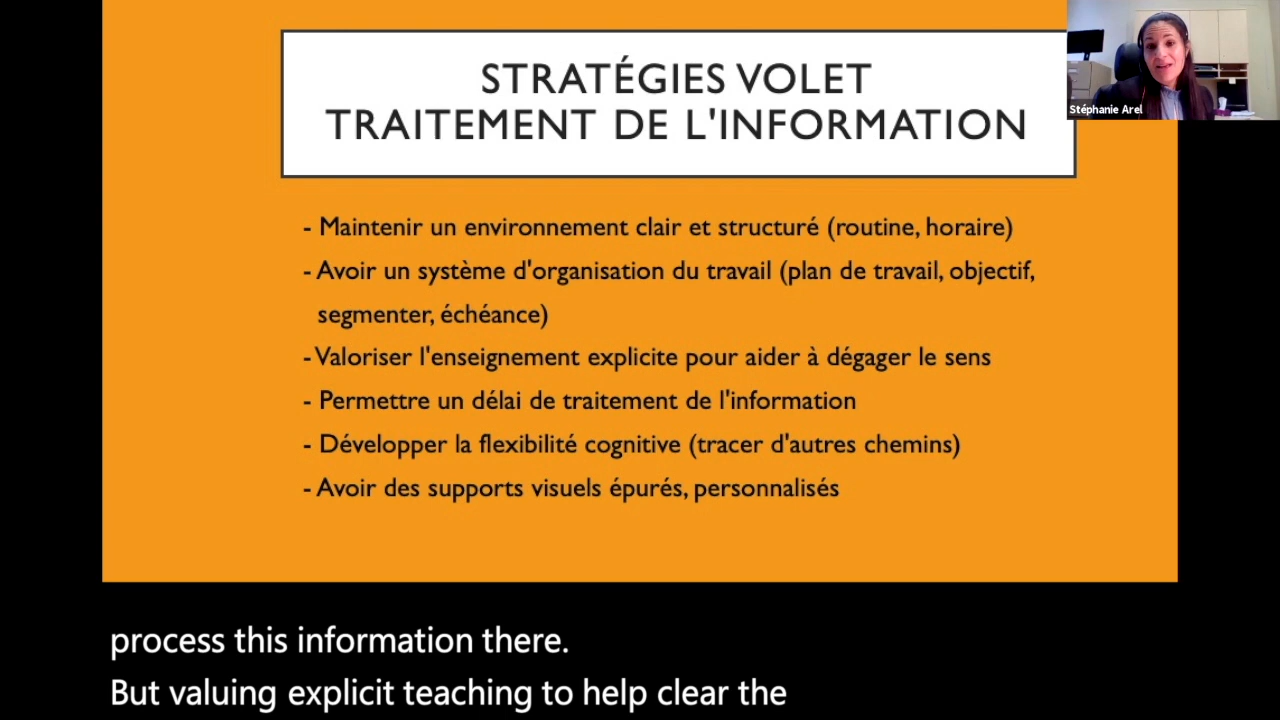 STRATÉGIES VOLET
TRAITEMENT DE L'INFORMATION
Stéphanie Arel
- Maintenir un environnement clair et structuré (routine, horaire)
- Avoir un système d'organisation du travail (plan de travail, objectif,
segmenter, échéance)
- Valoriser l'enseignement explicite pour aider à dégager le sens
- Permettre un délai de traitement de l'information
- Développer la flexibilité cognitive (tracer d'autres chemins)
- Avoir des supports visuels épurés, personnalisés
process this information there.
But valuing explicit teaching to help clear the